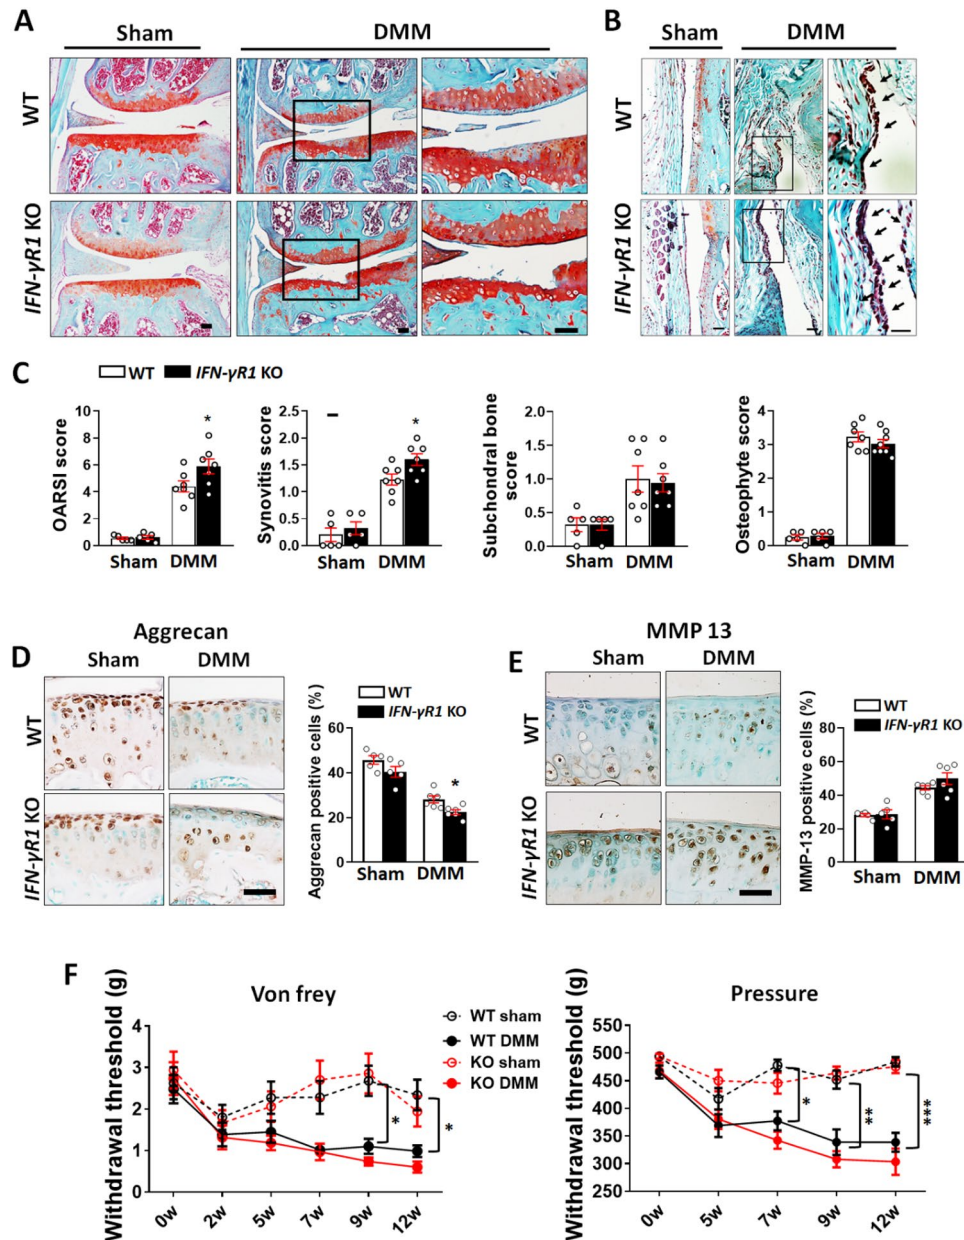 A
Sham
DMM
WT
IFN-γR1 KO
B
Sham
DMM
WT
IFN-γR1 KO
C
WT
IFN-γR1 KO
OARSI score
10
8
6
4
2
0
*
Sham
DMM
Synovitis score
2.5
2.0
1.5
1.0
0.5
0.0
*
Sham
DMM
Subchondral bone
score
1.5
1.0
0.5
0.0
Sham
DMM
Osteophyte score
4
3
2
1
0
Sham
DMM
Aggrecan
D
Sham
DMM
WT
IFN-γR1 KO
WT
IFN-γR1 KO
Aggrecan positive cells (%)
60
40
20
0
*
Sham
DMM
MMP 13
E
Sham
DMM
WT
IFN-γR1 KO
WT
IFN-γR1 KO
MMP-13 positive cells (%)
80
60
40
20
0
Sham
DMM
F
Von frey
Withdrawal threshold (g)
4
3
2
1
0
0w
2w
5w
7w
9w
12w
*
*
WT sham
WT DMM
KO sham
KO DMM
Pressure
Withdrawal threshold (g)
550
500
450
400
350
300
250
0w
5w
7w
9w
12w
*
**
***